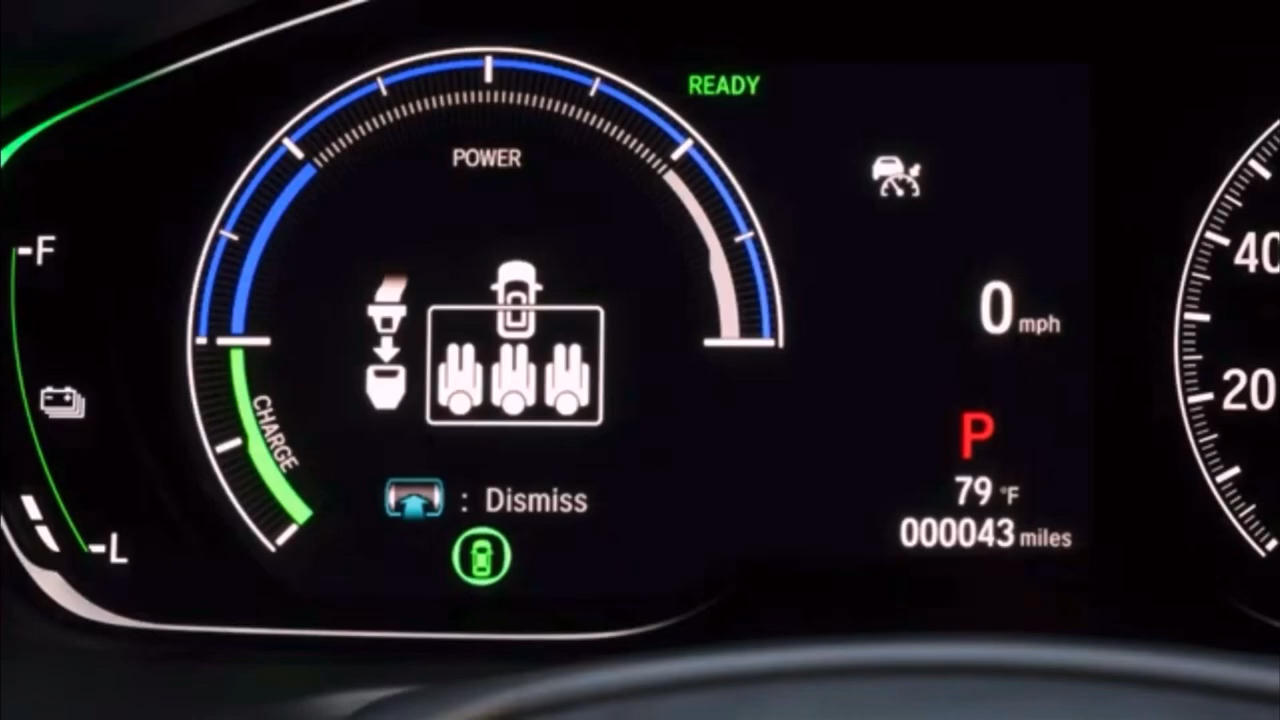 READY
POWER
F
40
0 mph
CHARGE
20
P
79 °F
: Dismiss
000043 miles
L